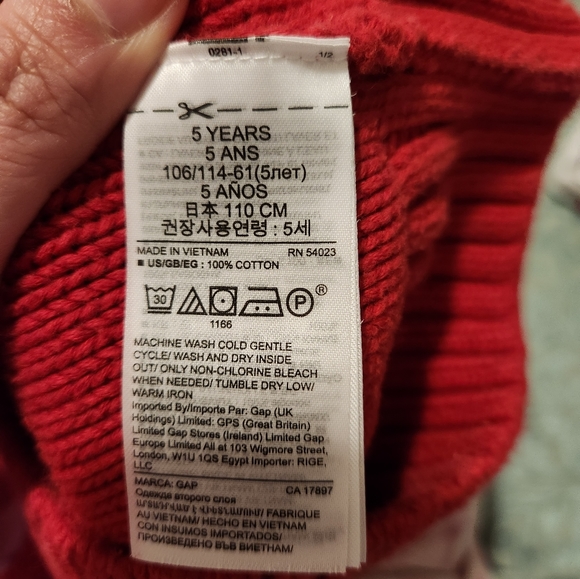 0281-1 1/2
5 YEARS
5 ANS
106/114-61(5лет)
5 AÑOS
日本 110 CM
권장사용연령 : 5세
MADE IN VIETNAM RN 54023
■ US/GB/EG : 100% COTTON
30 P ®
1166
MACHINE WASH COLD GENTLE
CYCLE/ WASH AND DRY INSIDE
OUT/ ONLY NON-CHLORINE BLEACH
WHEN NEEDED/ TUMBLE DRY LOW/
WARM IRON
Imported By/Importe Par: Gap (UK
Holdings) Limited: GPS (Great Britain)
Limited Gap Stores (Ireland) Limited Gap
Europe Limited All at 103 Wigmore Street,
London, W1U 1QS Egypt Importer: RIGE,
LLC
MARCA: GAP CA 17897
Одежда второго слоя
FABRIQUE
AU VIETNAM/ HECHO EN VIETNAM
CON INSUMOS IMPORTADOS/
ПРОИЗВЕДЕНО ВЪВ ВИЕТНАМ/